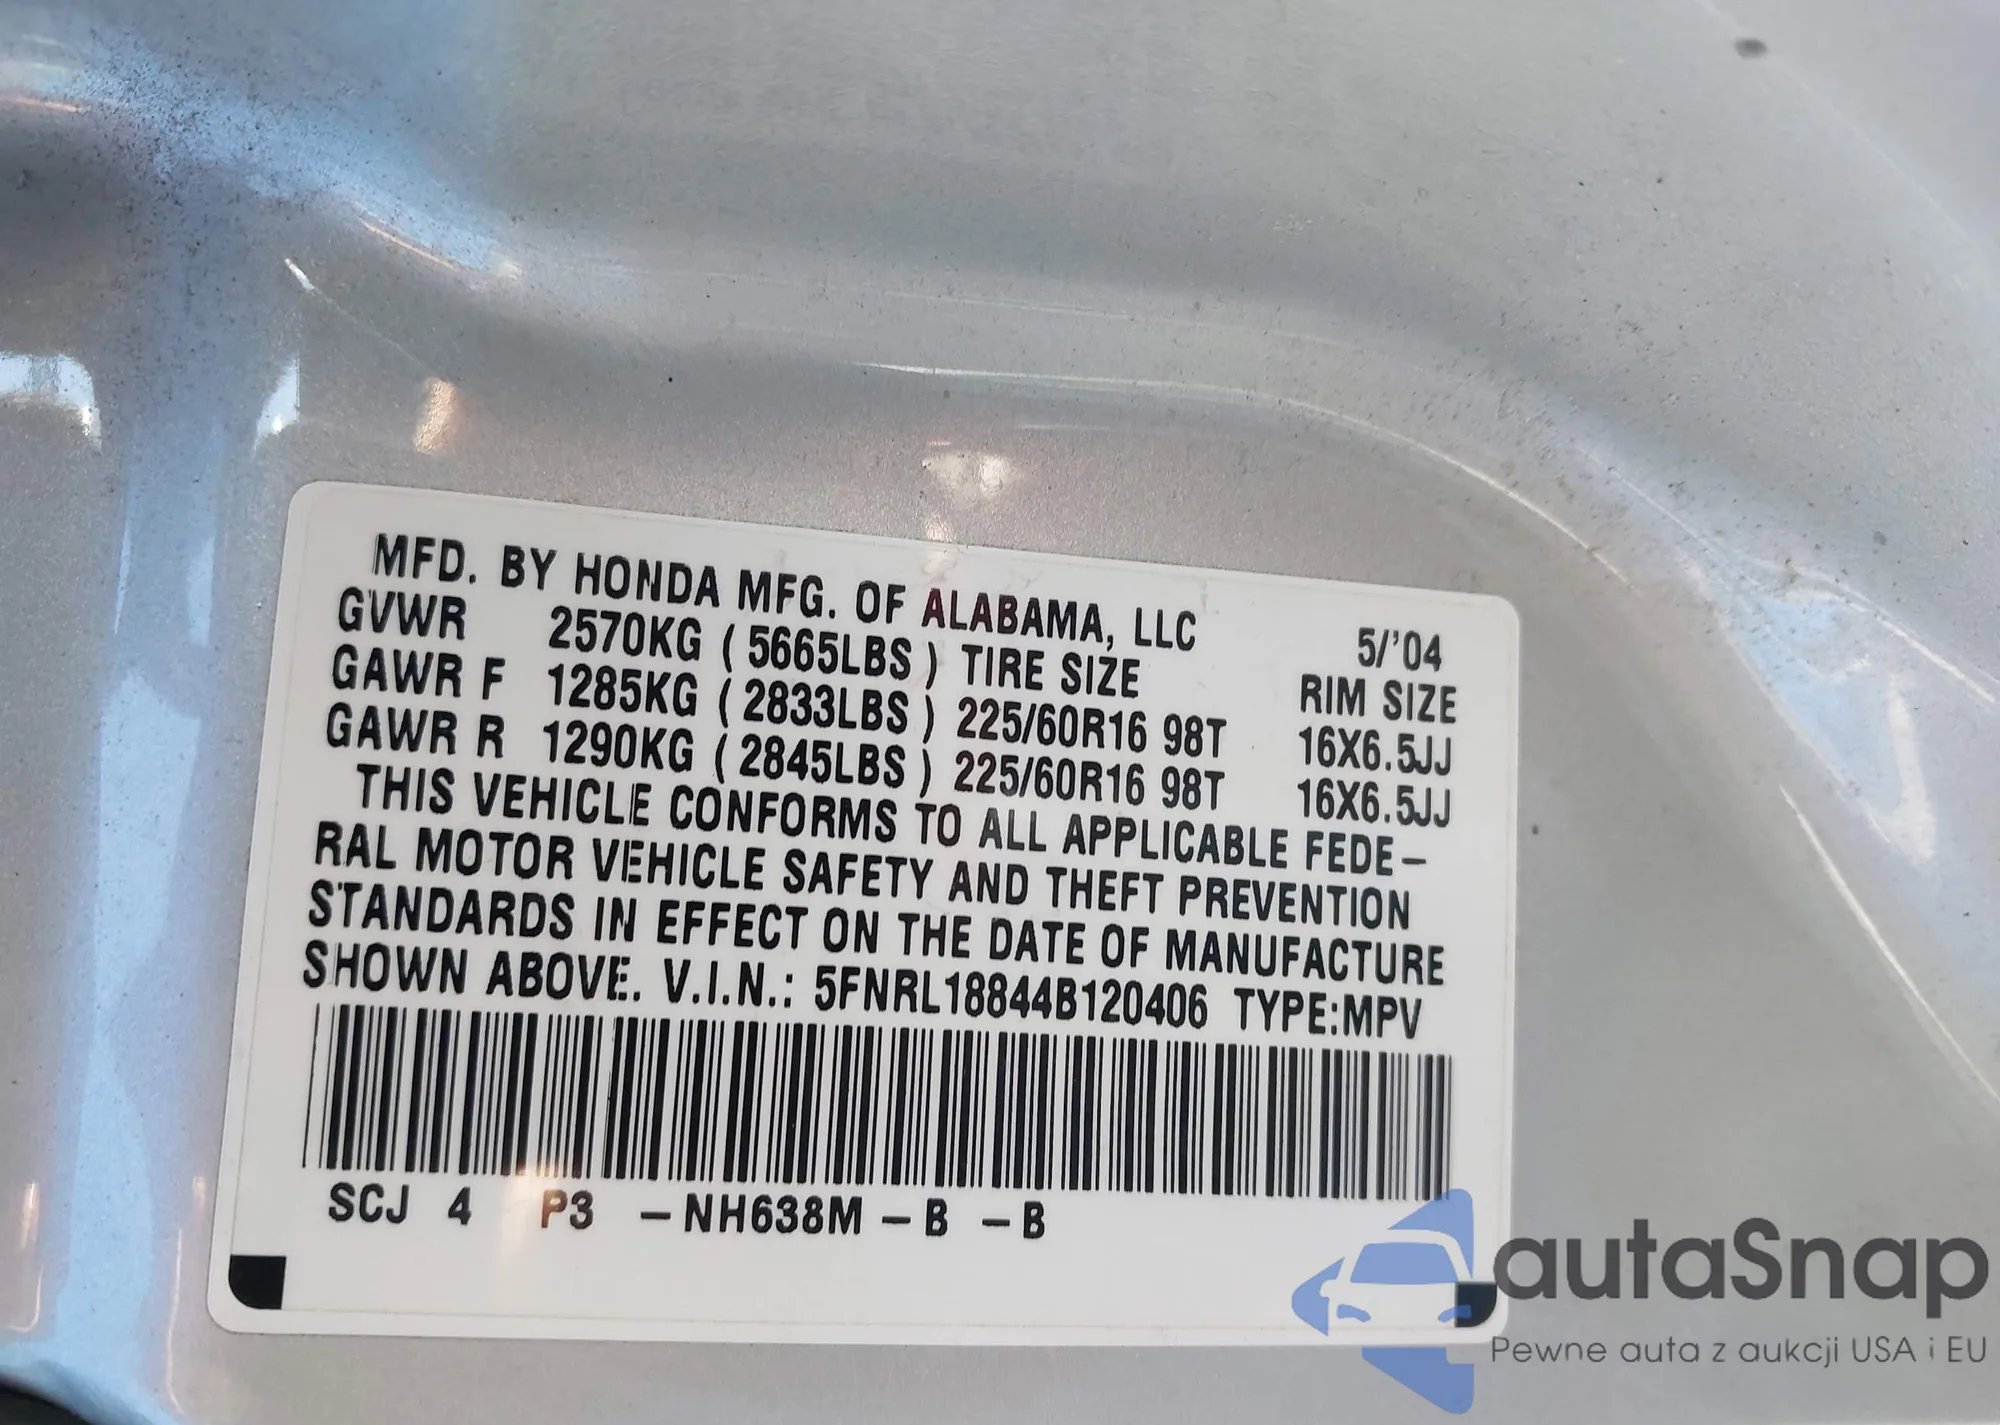 MFD. BY HONDA MFG. OF ALABAMA, LLC 5/'04
GVWR 2570KG ( 5665LBS ) TIRE SIZE RIM SIZE
GAWR F 1285KG ( 2833LBS ) 225/60R16 98T 16X6.5JJ
GAWR R 1290KG ( 2845LBS ) 225/60R16 98T 16X6.5JJ
THIS VEHICLE CONFORMS TO ALL APPLICABLE FEDE-
RAL MOTOR VEHICLE SAFETY AND THEFT PREVENTION
STANDARDS IN EFFECT ON THE DATE OF MANUFACTURE
SHOWN ABOVE. V.I.N.: 5FNRL18844B120406 TYPE:MPV
SCJ 4 P3 -NH638M-B -B
autaSnap
Pewne auta z aukcji USA i EU